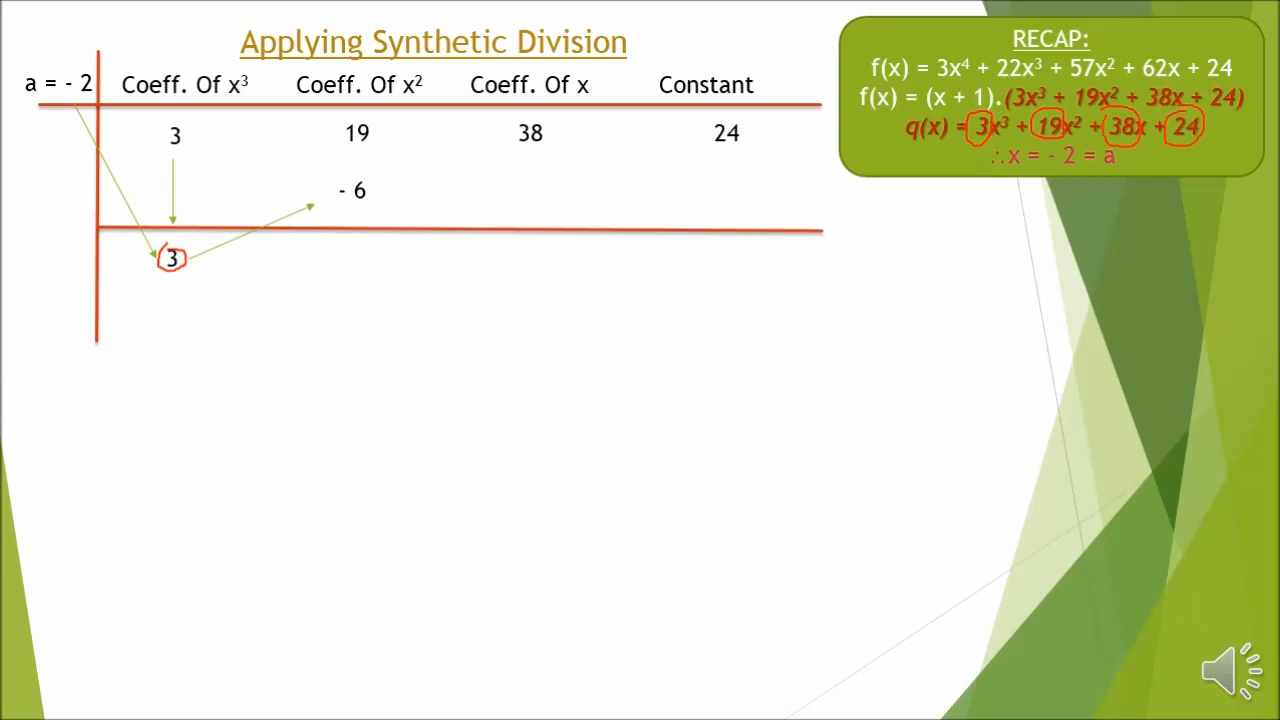 Applying Synthetic Division
a = - 2 Coeff. Of x³ Coeff. Of x² Coeff. Of x Constant
3 19 38 24
- 6
3
RECAP:
f(x) = 3x⁴ + 22x³ + 57x² + 62x + 24
f(x) = (x + 1).(3x³ + 19x² + 38x + 24)
q(x) = 3x³ + 19x² + 38x + 24
∴x = - 2 = a